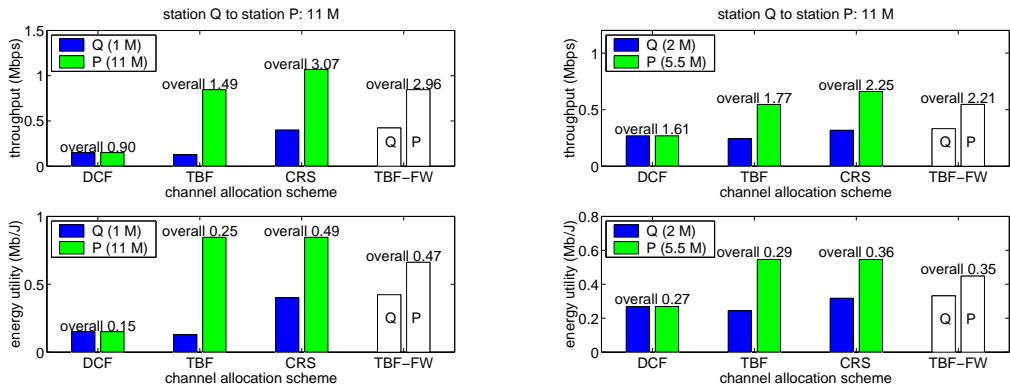 station Q to station P: 11 M
throughput (Mbps)
1.5
1
0.5
0
Q (1 M)
P (11 M)
overall 0.90
overall 1.49
overall 3.07
overall 2.96
Q
P
DCF
TBF
CRS
TBF-FW
channel allocation scheme
station Q to station P: 11 M
throughput (Mbps)
1
0.5
0
Q (2 M)
P (5.5 M)
overall 1.61
overall 1.77
overall 2.25
overall 2.21
Q
P
DCF
TBF
CRS
TBF-FW
channel allocation scheme
energy utility (Mb/J)
1
0.5
0
Q (1 M)
P (11 M)
overall 0.15
overall 0.25
overall 0.49
overall 0.47
Q
P
DCF
TBF
CRS
TBF-FW
channel allocation scheme
energy utility (Mb/J)
0.8
0.6
0.4
0.2
0
Q (2 M)
P (5.5 M)
overall 0.27
overall 0.29
overall 0.36
overall 0.35
Q
P
DCF
TBF
CRS
TBF-FW
channel allocation scheme